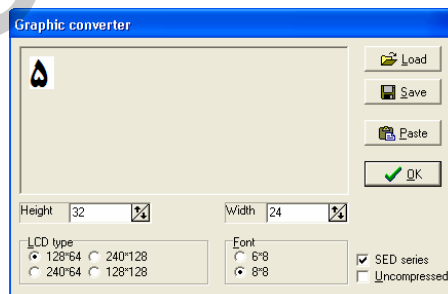 Graphic converter
۵
Load
Save
Paste
OK
Height 32
Width 24
LCD type
128*64 240*128
240*64 128*128
Font
6*8
8*8
SED series
Uncompressed